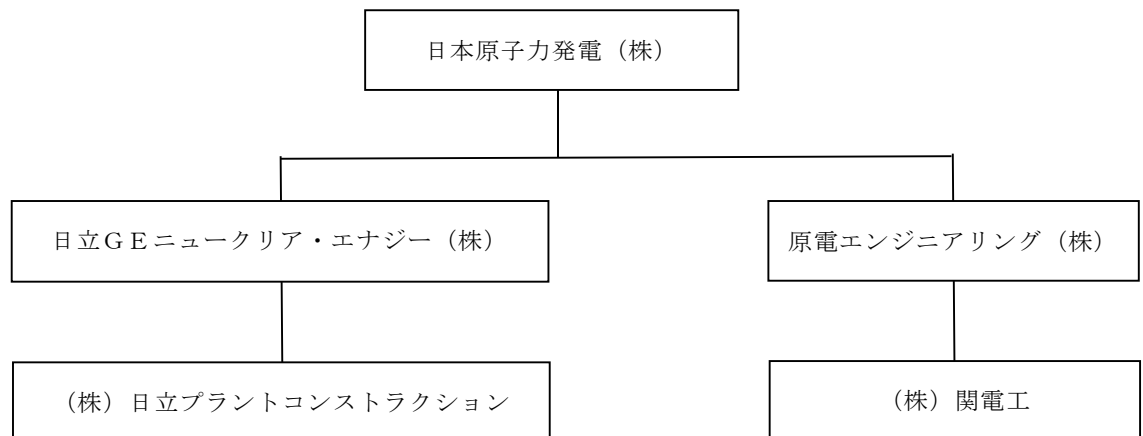 日本原子力発電（株）
日立ＧＥニュークリア・エナジー（株）
原電エンジニアリング（株）
（株）日立プラントコンストラクション
（株）関電工